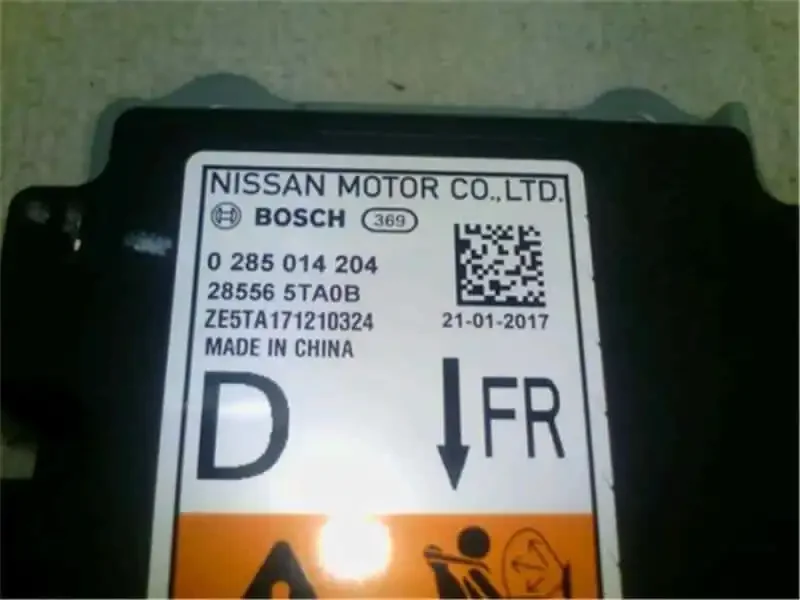 NISSAN MOTOR CO.,LTD.
BOSCH 369
0 285 014 204
28556 5TA0B
ZE5TA171210324 21-01-2017
MADE IN CHINA
D FR